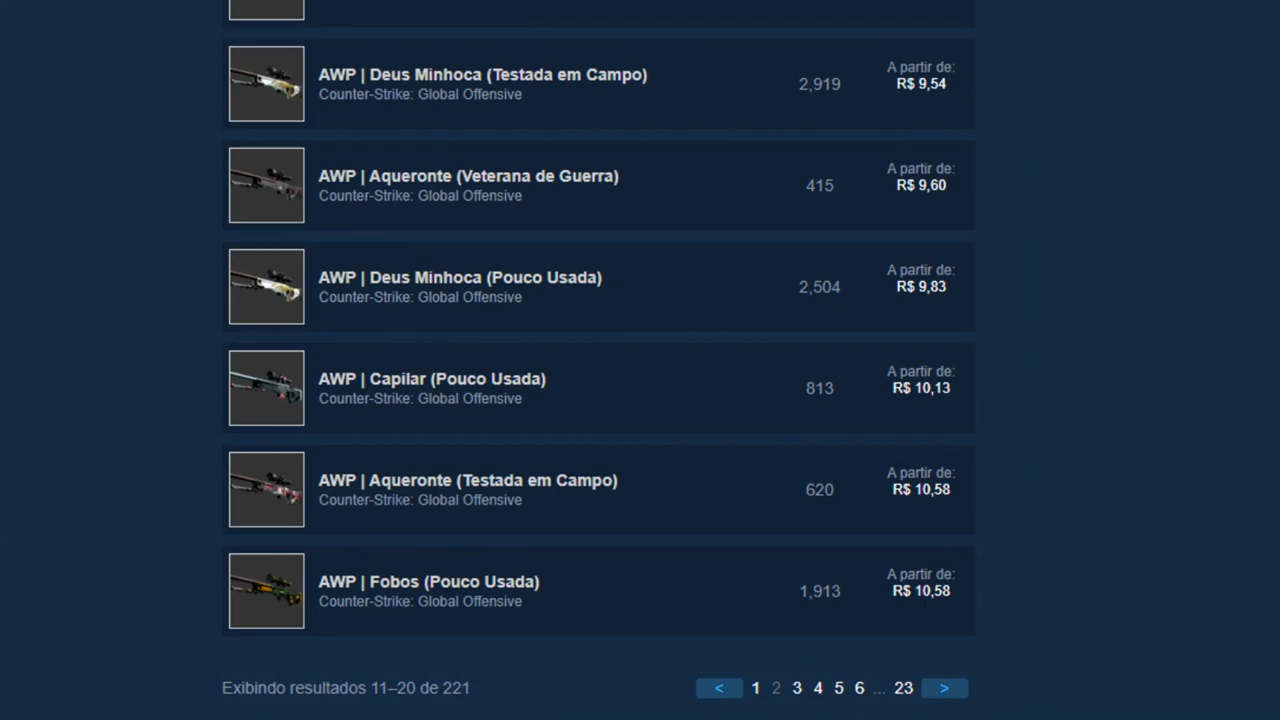 AWP | Deus Minhoca (Testada em Campo)
Counter-Strike: Global Offensive
2,919
A partir de:
R$ 9,54
AWP | Aqueronte (Veterana de Guerra)
Counter-Strike: Global Offensive
415
A partir de:
R$ 9,60
AWP | Deus Minhoca (Pouco Usada)
Counter-Strike: Global Offensive
2,504
A partir de:
R$ 9,83
AWP | Capilar (Pouco Usada)
Counter-Strike: Global Offensive
813
A partir de:
R$ 10,13
AWP | Aqueronte (Testada em Campo)
Counter-Strike: Global Offensive
620
A partir de:
R$ 10,58
AWP | Fobos (Pouco Usada)
Counter-Strike: Global Offensive
1,913
A partir de:
R$ 10,58
Exibindo resultados 11–20 de 221
< 1 2 3 4 5 6 ... 23 >